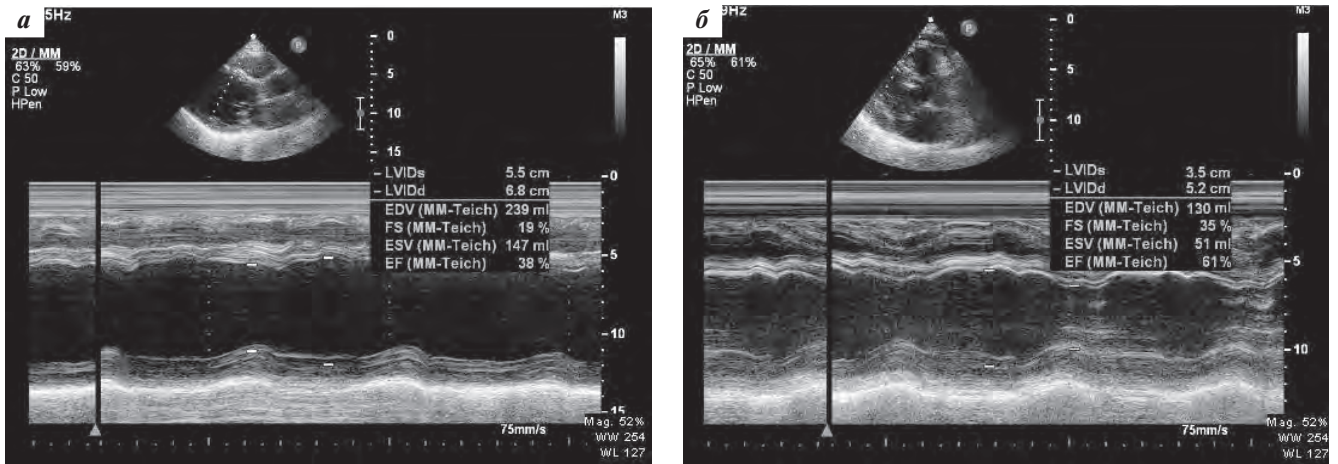 а
5Hz
M3
2D / MM
63% 59%
C 50
P Low
HPen
P
0
5
10
15
LVIDs 5.5 cm
LVIDd 6.8 cm
EDV (MM-Teich) 239 ml
FS (MM-Teich) 19 %
ESV (MM-Teich) 147 ml
EF (MM-Teich) 38 %
0
5
10
15
75mm/s
Mag. 52%
WW 254
WL 127
б
9Hz
M3
2D / MM
65% 61%
C 50
P Low
HPen
P
0
5
10
LVIDs 3.5 cm
LVIDd 5.2 cm
EDV (MM-Teich) 130 ml
FS (MM-Teich) 35 %
ESV (MM-Teich) 51 ml
EF (MM-Teich) 61%
0
5
10
75mm/s
Mag. 52%
WW 254
WL 127